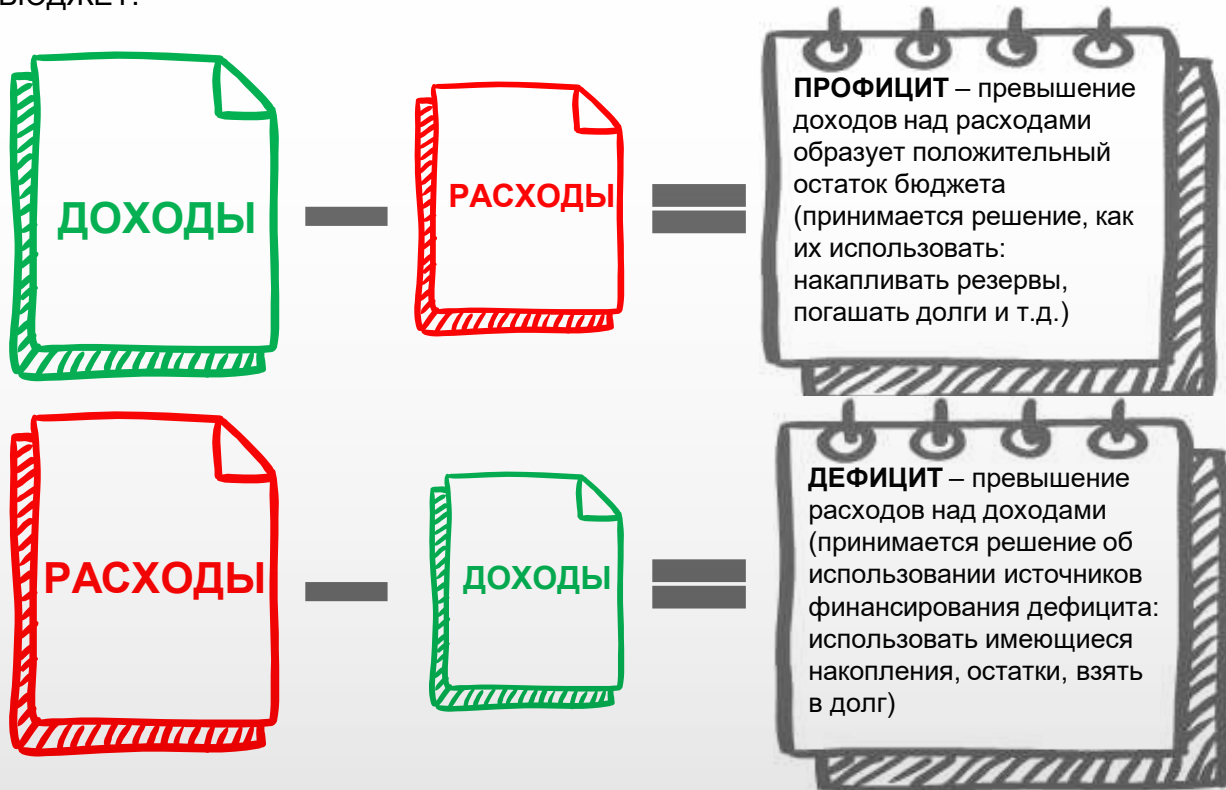 БЮДЖЕТ:
ДОХОДЫ
РАСХОДЫ
ПРОФИЦИТ – превышение
доходов над расходами
образует положительный
остаток бюджета
(принимается решение, как
их использовать:
накапливать резервы,
погашать долги и т.д.)
РАСХОДЫ
ДОХОДЫ
ДЕФИЦИТ – превышение
расходов над доходами
(принимается решение об
использовании источников
финансирования дефицита:
использовать имеющиеся
накопления, остатки, взять
в долг)